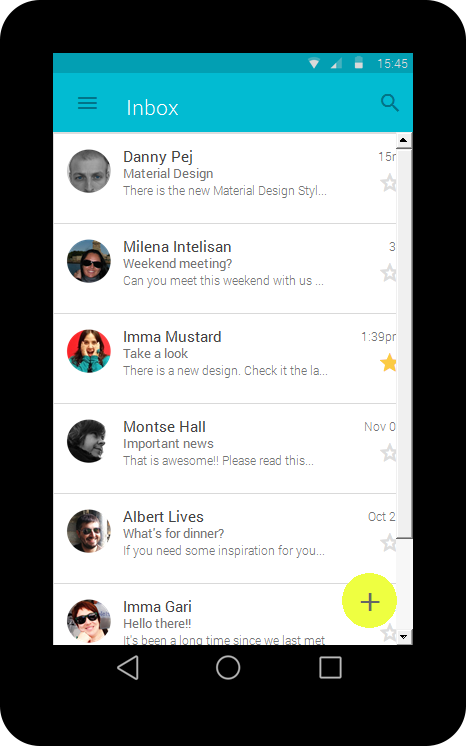 15:45
Inbox
Danny Pej
Material Design
There is the new Material Design Styl...
Milena Intelisan
3
Weekend meeting?
Can you meet this weekend with us ...
Imma Mustard
1:39pr
Take a look
There is a new design. Check it the la...
Montse Hall
Nov 0
Important news
That is awesome!! Please read this...
Albert Lives
Oct 2
What's for dinner?
If you need some inspiration for you...
Imma Gari
Hello there!!
It's been a long time since we last met